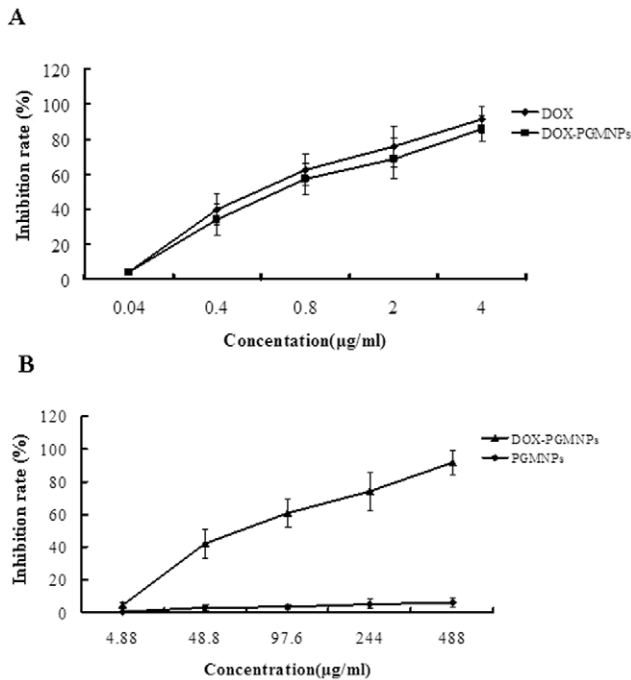 A
120
100
80
60
40
20
0
Inhibition rate (%)
DOX
DOX-PGMNPs
0.04 0.4 0.8 2 4
Concentation(μg/ml)
B
120
100
80
60
40
20
0
Inhibition rate (%)
DOX-PGMNPs
PGMNPs
4.88 48.8 97.6 244 488
Concentration(μg/ml)